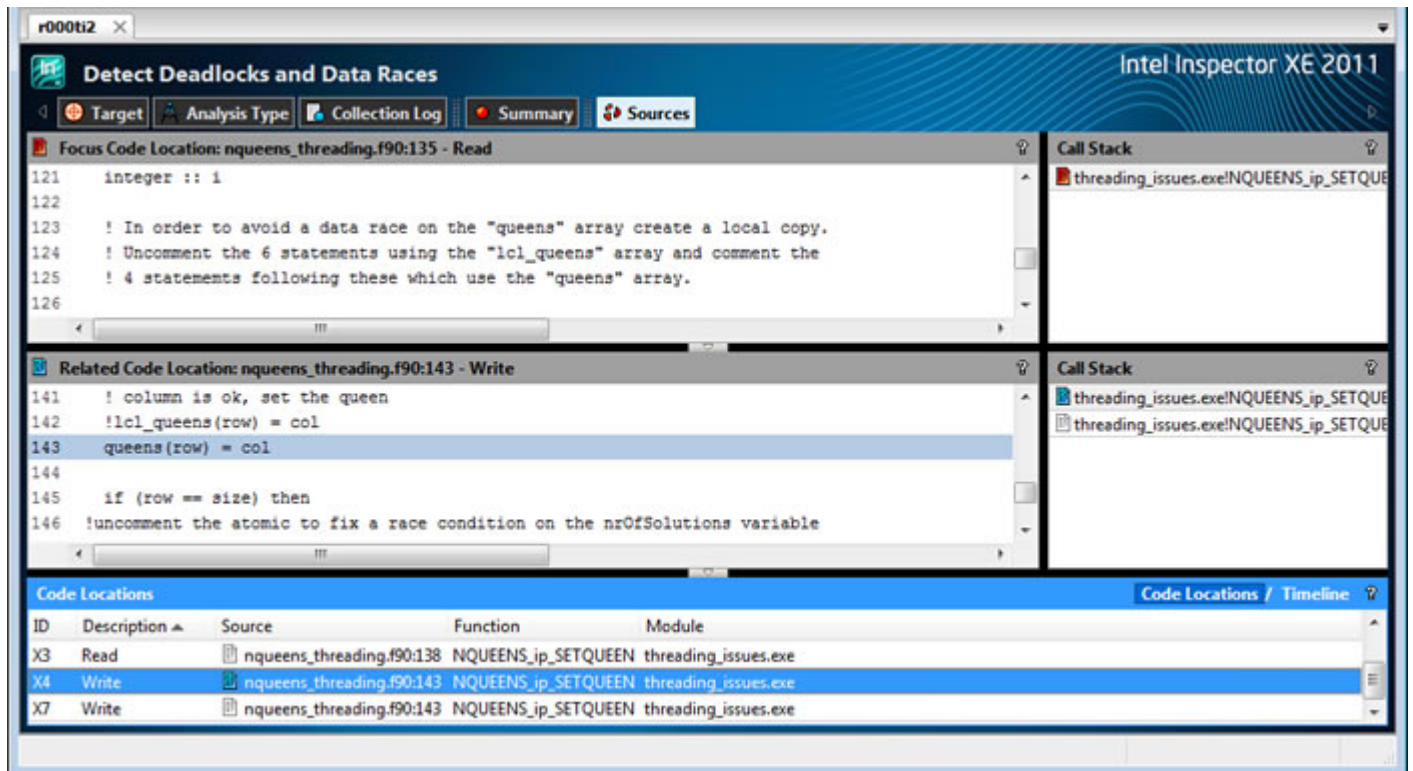 r000ti2
Detect Deadlocks and Data Races
Intel Inspector XE 2011
Target Analysis Type Collection Log Summary Sources
Focus Code Location: nqueens_threading.f90:135 - Read
121 integer :: i
122
123 ! In order to avoid a data race on the "queens" array create a local copy.
124 ! Uncomment the 6 statements using the "lcl_queens" array and comment the
125 ! 4 statements following these which use the "queens" array.
126
Call Stack
threading_issues.exe!NQUEENS_ip_SETQUE
Related Code Location: nqueens_threading.f90:143 - Write
141 ! column is ok, set the queen
142 !lcl_queens(row) = col
143 queens(row) = col
144
145 if (row == size) then
146 !uncomment the atomic to fix a race condition on the nrOfSolutions variable
Call Stack
threading_issues.exe!NQUEENS_ip_SETQUE
threading_issues.exe!NQUEENS_ip_SETQUE
Code Locations
Code Locations / Timeline
ID Description Source Function Module
X3 Read nqueens_threading.f90:138 NQUEENS_ip_SETQUEEN threading_issues.exe
X4 Write nqueens_threading.f90:143 NQUEENS_ip_SETQUEEN threading_issues.exe
X7 Write nqueens_threading.f90:143 NQUEENS_ip_SETQUEEN threading_issues.exe